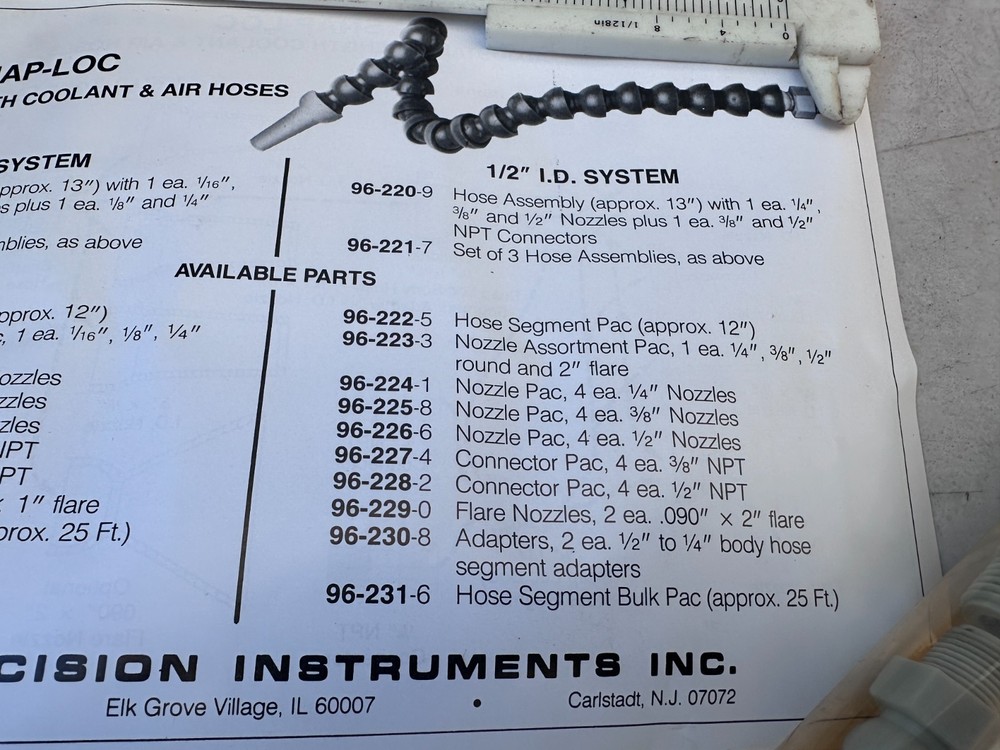 1/128in 8 4 0
AP-LOC
TH COOLANT & AIR HOSES
SYSTEM
pprox. 13") with 1 ea. 1/16",
s plus 1 ea. 1/8" and 1/4"
mblies, as above
1/2" I.D. SYSTEM
96-220-9 Hose Assembly (approx. 13") with 1 ea. 1/4",
3/8" and 1/2" Nozzles plus 1 ea. 3/8" and 1/2"
NPT Connectors
96-221-7 Set of 3 Hose Assemblies, as above
AVAILABLE PARTS
pprox. 12")
c, 1 ea. 1/16", 1/8", 1/4"
ozzles
zzles
zles
IPT
PT
x 1" flare
prox. 25 Ft.)
96-222-5 Hose Segment Pac (approx. 12")
96-223-3 Nozzle Assortment Pac, 1 ea. 1/4", 3/8", 1/2"
round and 2" flare
96-224-1 Nozzle Pac, 4 ea. 1/4" Nozzles
96-225-8 Nozzle Pac, 4 ea. 3/8" Nozzles
96-226-6 Nozzle Pac, 4 ea. 1/2" Nozzles
96-227-4 Connector Pac, 4 ea. 3/8" NPT
96-228-2 Connector Pac, 4 ea. 1/2" NPT
96-229-0 Flare Nozzles, 2 ea. .090" × 2" flare
96-230-8 Adapters, 2 ea. 1/2" to 1/4" body hose
segment adapters
96-231-6 Hose Segment Bulk Pac (approx. 25 Ft.)
CISION INSTRUMENTS INC.
Elk Grove Village, IL 60007 • Carlstadt, N.J. 07072